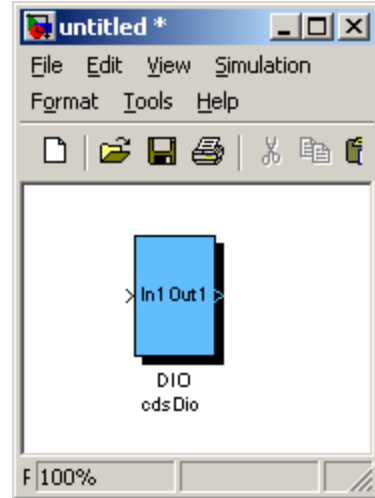 untitled *
File Edit View Simulation
Format Tools Help
In1 Out1
DIO
cdsDio
F 100%